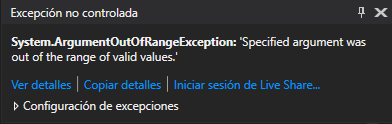 Excepción no controlada
System.ArgumentOutOfRangeException: 'Specified argument was
out of the range of valid values.'
Ver detalles | Copiar detalles | Iniciar sesión de Live Share...
Configuración de excepciones